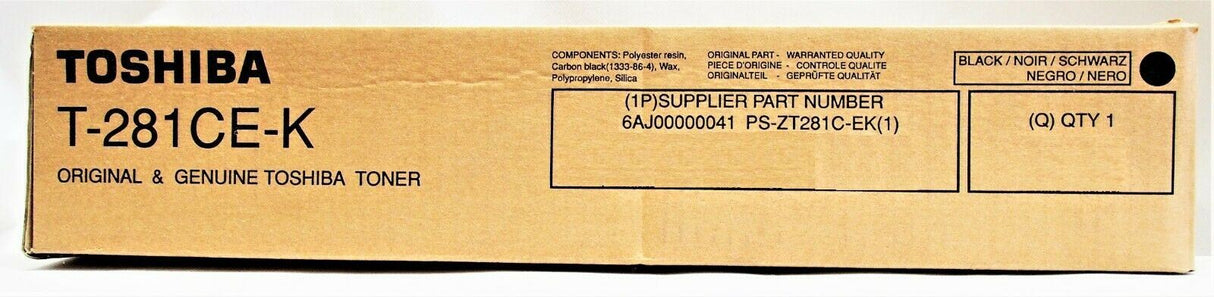 TOSHIBA
T-281CE-K
ORIGINAL & GENUINE TOSHIBA TONER
COMPONENTS: Polyaster resin,
Carbon black(1333-86-4), Wax,
Polypropylene, Silica
ORIGINAL PART - WARRANTED QUALITY
PIECE D'ORIGINE - CONTROLE QUALITE
ORIGINALTEIL - GEPRÜFTE QUALITÄT
BLACK / NOIR / SCHWARZ
NEGRO / NERO
(1P)SUPPLIER PART NUMBER
6AJ00000041 PS-ZT281C-EK(1)
(Q) QTY 1